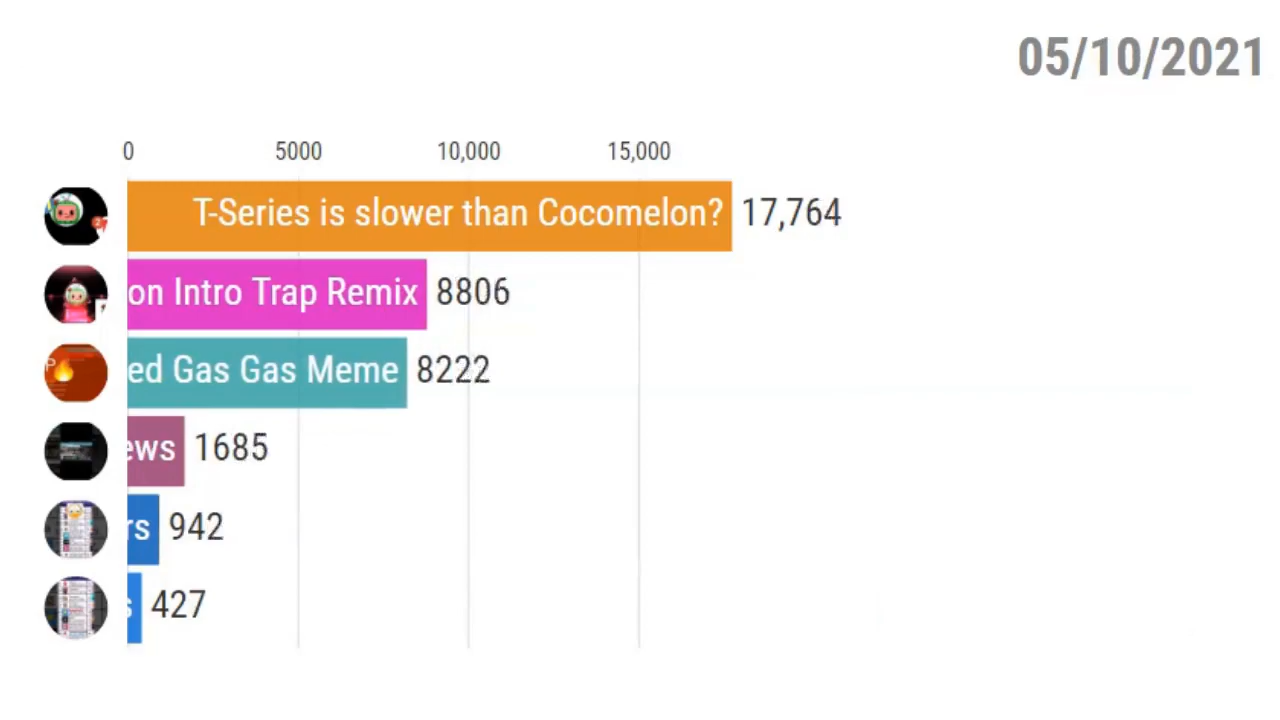 05/10/2021
0 5000 10,000 15,000
T-Series is slower than Cocomelon? 17,764
on Intro Trap Remix 8806
ed Gas Gas Meme 8222
ews 1685
rs 942
s 427